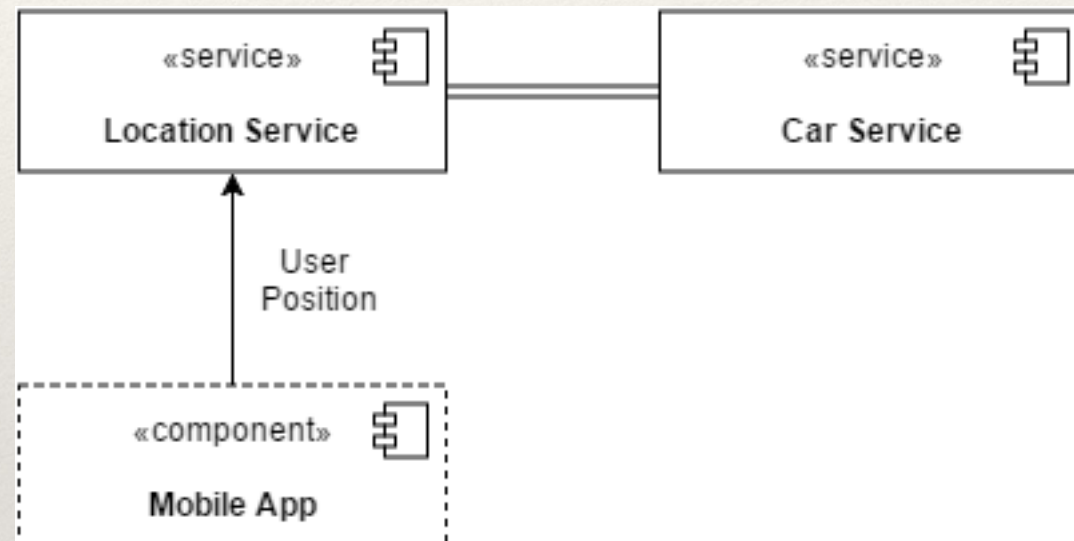 «service»
Location Service
«service»
Car Service
User
Position
«component»
Mobile App